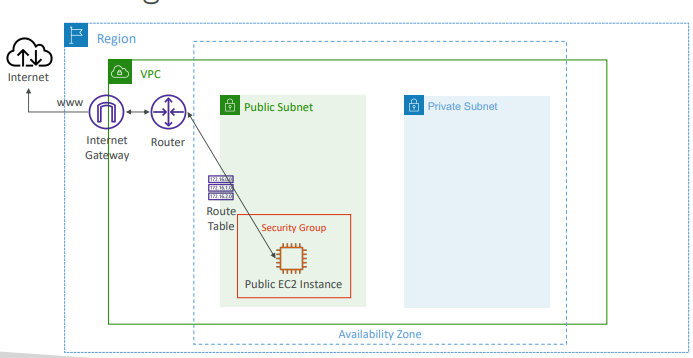 Region
Internet
VPC
www
Public Subnet
Private Subnet
Internet
Gateway
Router
172.16.0.0
172.16.1.0
172.16.2.0
Route
Table
Security Group
Public EC2 Instance
Availability Zone